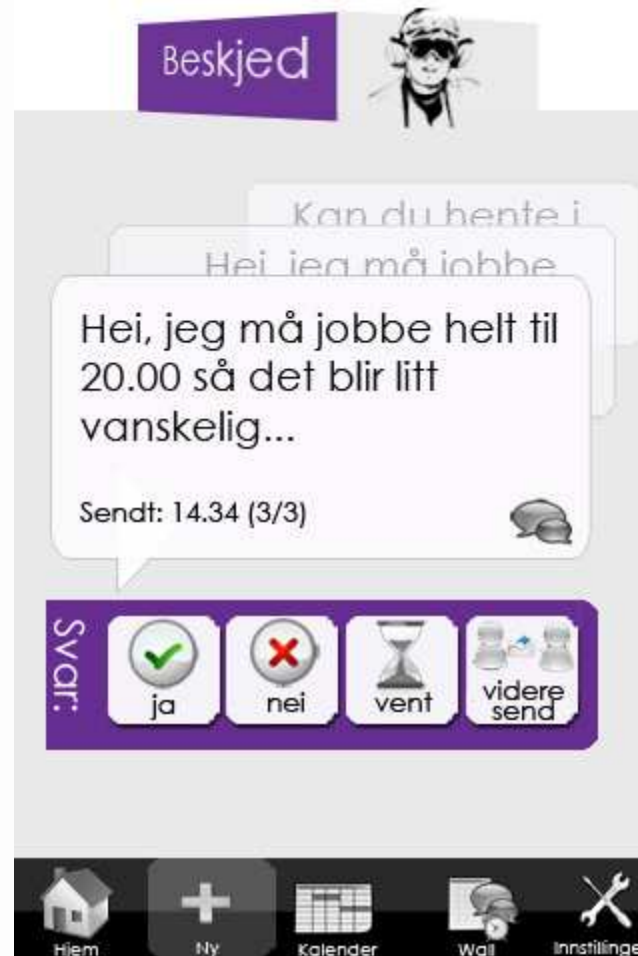 Beskjed
Kan du hente i
Hei, jeg må jobbe
Hei, jeg må jobbe helt til
20.00 så det blir litt
vanskelig...
Sendt: 14.34 (3/3)
Svar:
ja
nei
vent
videre
send
Hjem
Ny
Kalender
Wall
Innstillinge